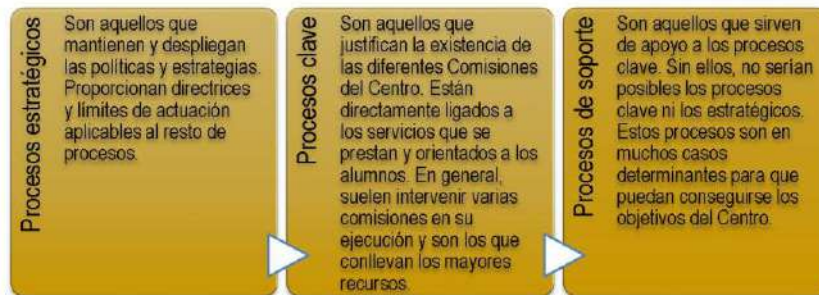 Procesos estratégicos
Son aquellos que
mantienen y despliegan
las políticas y estrategias.
Proporcionan directrices
y límites de actuación
aplicables al resto de
procesos.
Procesos clave
Son aquellos que
justifican la existencia de
las diferentes Comisiones
del Centro. Están
directamente ligados a
los servicios que se
prestan y orientados a los
alumnos. En general,
suelen intervenir varias
comisiones en su
ejecución y son los que
conllevan los mayores
recursos.
Procesos de soporte
Son aquellos que sirven
de apoyo a los procesos
clave. Sin ellos, no serían
posibles los procesos
clave ni los estratégicos.
Estos procesos son en
muchos casos
determinantes para que
puedan conseguirse los
objetivos del Centro.